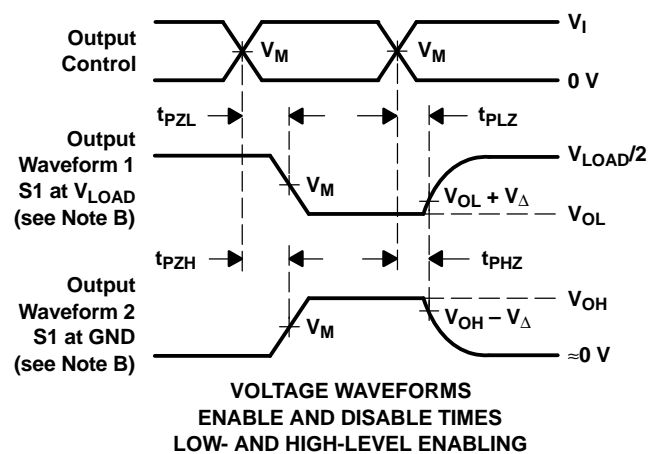 Output
Control
V_M
V_M
V_I
0 V
t_PZL
t_PLZ
Output
Waveform 1
S1 at V_LOAD
(see Note B)
V_M
V_LOAD/2
V_OL + V_Δ
V_OL
t_PZH
t_PHZ
Output
Waveform 2
S1 at GND
(see Note B)
V_M
V_OH
V_OH − V_Δ
≈0 V
VOLTAGE WAVEFORMS
ENABLE AND DISABLE TIMES
LOW- AND HIGH-LEVEL ENABLING